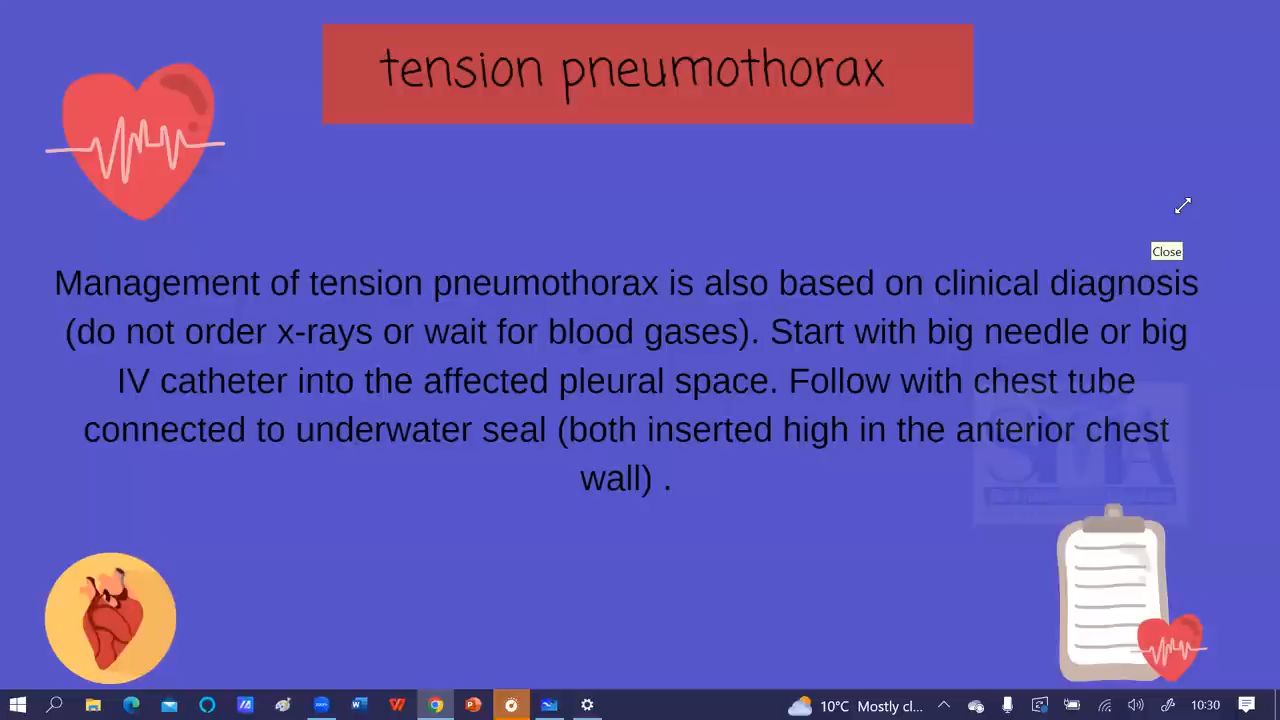 tension pneumothorax
Close
Management of tension pneumothorax is also based on clinical diagnosis
(do not order x-rays or wait for blood gases). Start with big needle or big
IV catheter into the affected pleural space. Follow with chest tube
connected to underwater seal (both inserted high in the anterior chest
wall) .
SMA
10°C Mostly cl...
10:30